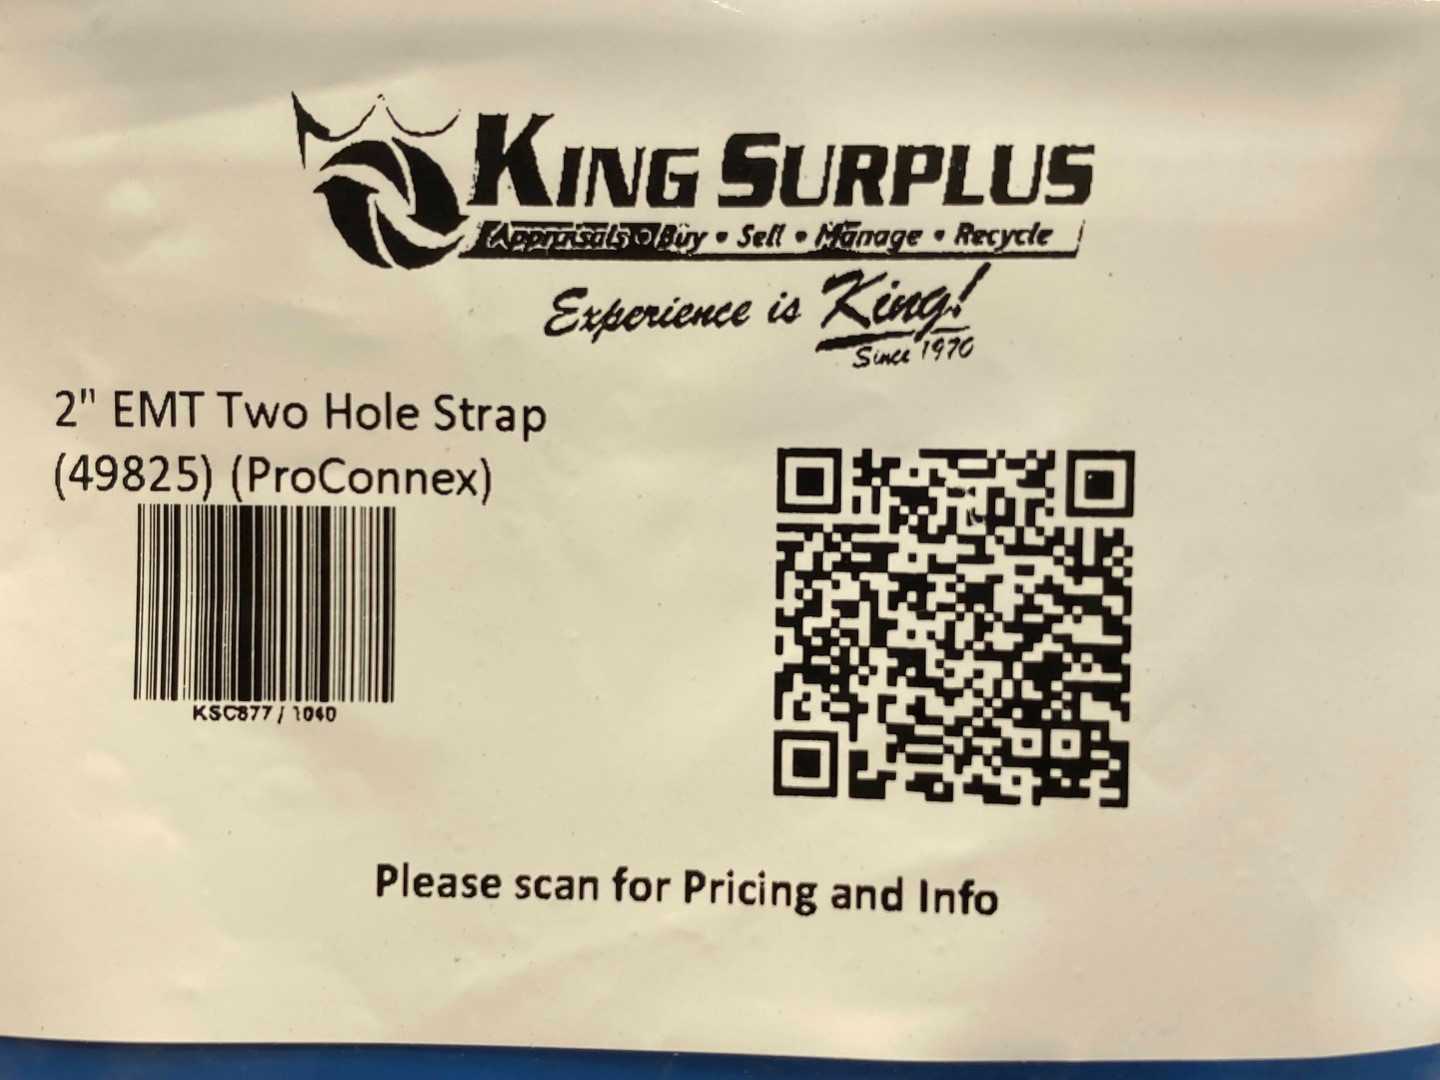 KING SURPLUS
Appraisals • Buy • Sell • Manage • Recycle
Experience is King!
Since 1970
2" EMT Two Hole Strap
(49825) (ProConnex)
KSC877 / 1040
Please scan for Pricing and Info